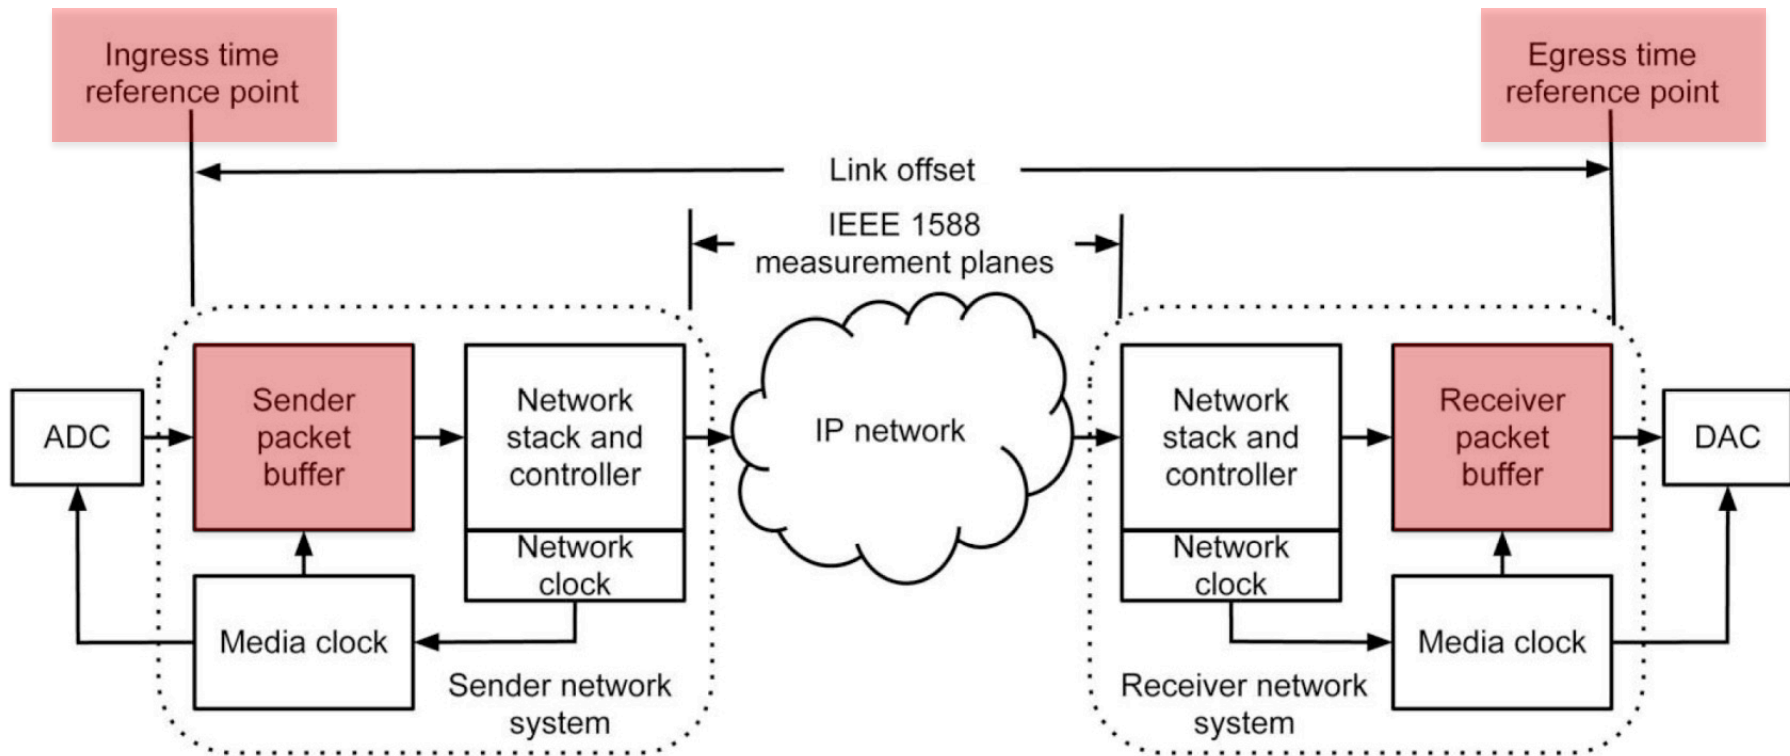 Ingress time
reference point
Egress time
reference point
Link offset
IEEE 1588
measurement planes
ADC
Sender
packet
buffer
Network
stack and
controller
Network
clock
Media clock
Sender network
system
IP network
Network
stack and
controller
Network
clock
Receiver
packet
buffer
Media clock
Receiver network
system
DAC